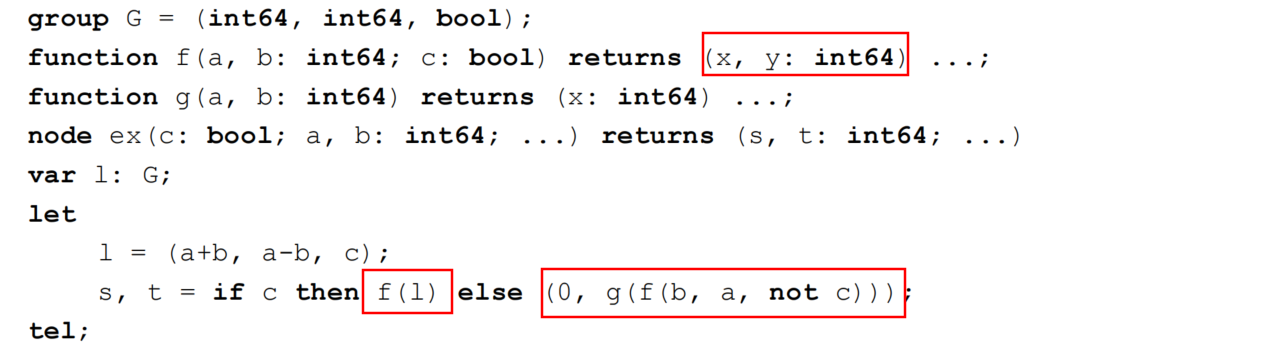 group G = (int64, int64, bool);
function f(a, b: int64; c: bool) returns (x, y: int64) ...;
function g(a, b: int64) returns (x: int64) ...;
node ex(c: bool; a, b: int64; ...) returns (s, t: int64; ...)
var l: G;
let
l = (a+b, a-b, c);
s, t = if c then f(l) else (0, g(f(b, a, not c)));
tel;